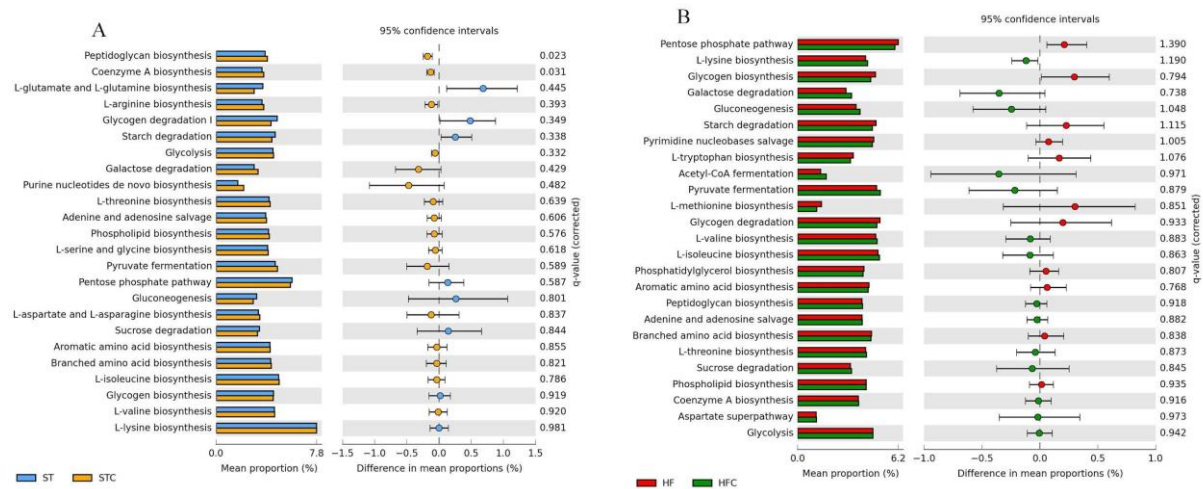 A
95% confidence intervals
Peptidoglycan biosynthesis 0.023
Coenzyme A biosynthesis 0.031
L-glutamate and L-glutamine biosynthesis 0.445
L-arginine biosynthesis 0.393
Glycogen degradation I 0.349
Starch degradation 0.338
Glycolysis 0.332
Galactose degradation 0.429
Purine nucleotides de novo biosynthesis 0.482
L-threonine biosynthesis 0.639
Adenine and adenosine salvage 0.606
Phospholipid biosynthesis 0.576
L-serine and glycine biosynthesis 0.618
Pyruvate fermentation 0.589
Pentose phosphate pathway 0.587
Gluconeogenesis 0.801
L-aspartate and L-asparagine biosynthesis 0.837
Sucrose degradation 0.844
Aromatic amino acid biosynthesis 0.855
Branched amino acid biosynthesis 0.821
L-isoleucine biosynthesis 0.786
Glycogen biosynthesis 0.919
L-valine biosynthesis 0.920
L-lysine biosynthesis 0.981
q-value (corrected)
0.0 7.8 −1.5 −1.0 −0.5 0.0 0.5 1.0 1.5
Mean proportion (%) Difference in mean proportions (%)
ST STC
B
95% confidence intervals
Pentose phosphate pathway 1.390
L-lysine biosynthesis 1.190
Glycogen biosynthesis 0.794
Galactose degradation 0.738
Gluconeogenesis 1.048
Starch degradation 1.115
Pyrimidine nucleobases salvage 1.005
L-tryptophan biosynthesis 1.076
Acetyl-CoA fermentation 0.971
Pyruvate fermentation 0.879
L-methionine biosynthesis 0.851
Glycogen degradation 0.933
L-valine biosynthesis 0.883
L-isoleucine biosynthesis 0.863
Phosphatidylglycerol biosynthesis 0.807
Aromatic amino acid biosynthesis 0.768
Peptidoglycan biosynthesis 0.918
Adenine and adenosine salvage 0.882
Branched amino acid biosynthesis 0.838
L-threonine biosynthesis 0.873
Sucrose degradation 0.845
Phospholipid biosynthesis 0.935
Coenzyme A biosynthesis 0.916
Aspartate superpathway 0.973
Glycolysis 0.942
q-value (corrected)
0.0 6.2 −1.0 −0.5 0.0 0.5 1.0
Mean proportion (%) Difference in mean proportions (%)
HF HFC